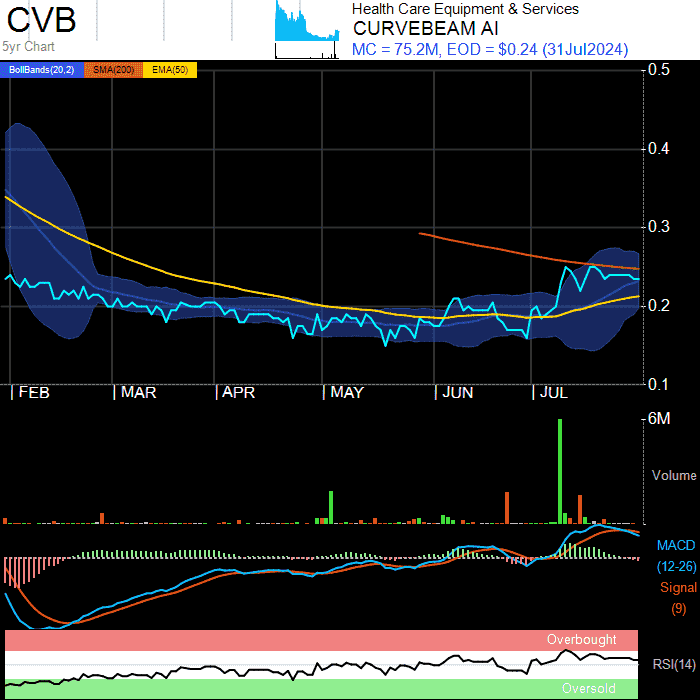 CVB
5yr Chart
Health Care Equipment & Services
CURVEBEAM AI
MC = 75.2M, EOD = $0.24 (31Jul2024)
BollBands(20,2) SMA(200) EMA(50)
0.5
0.4
0.3
0.2
0.1
FEB MAR APR MAY JUN JUL
6M
Volume
MACD
(12-26)
Signal
(9)
Overbought
RSI(14)
Oversold